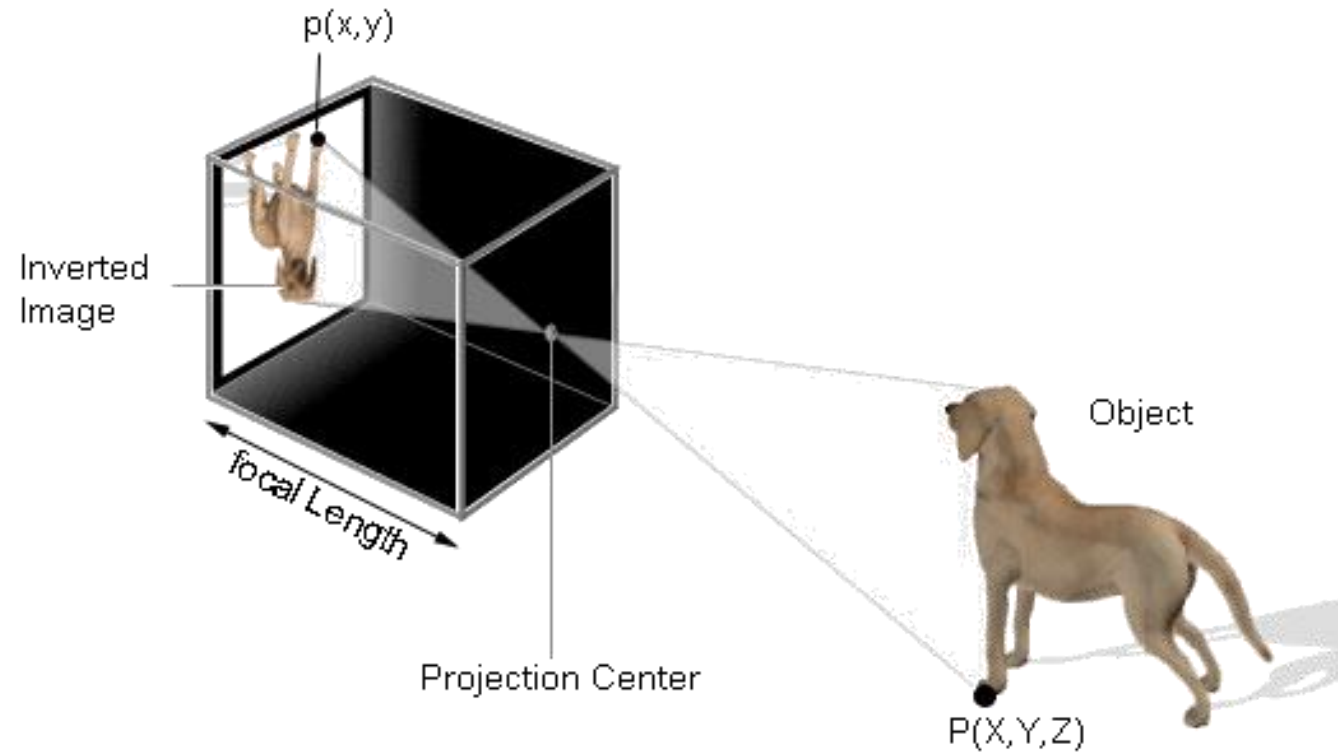 p(x,y)
Inverted
Image
Object
focal Length
Projection Center
P(X,Y,Z)